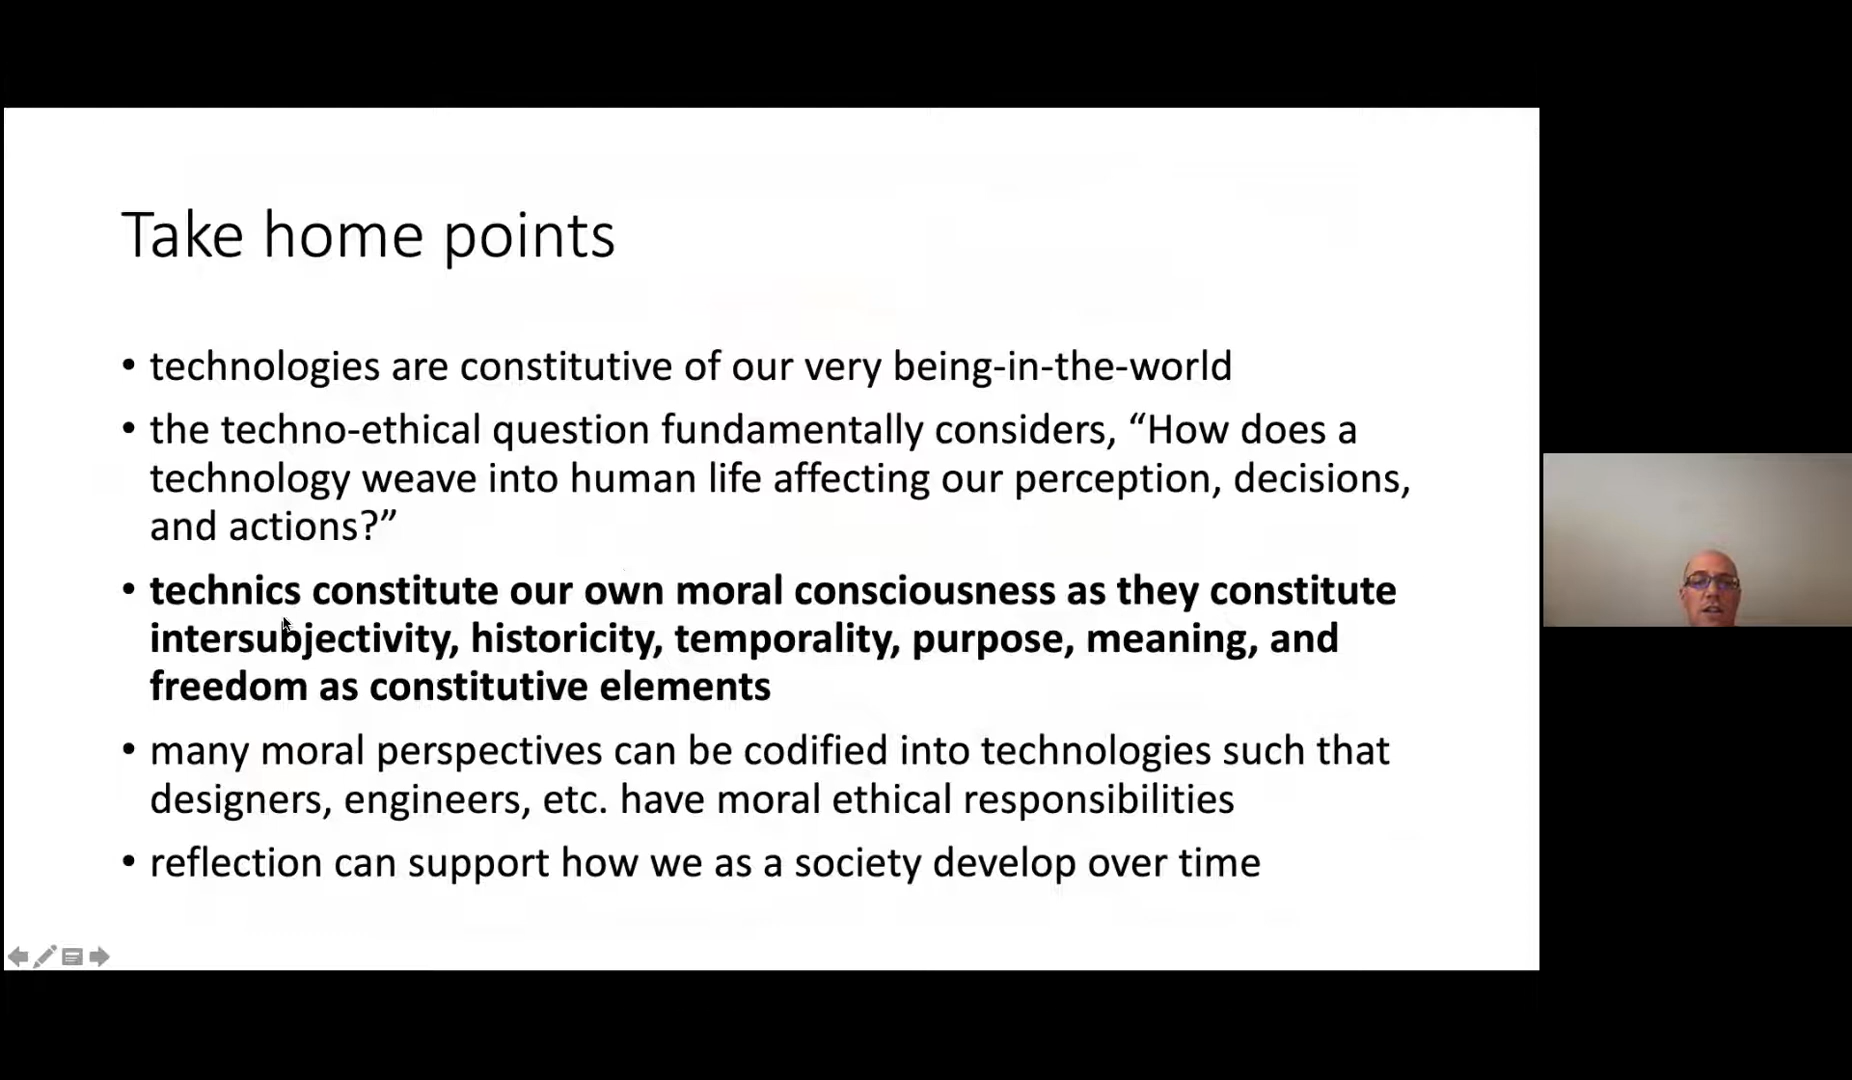 Take home points
• technologies are constitutive of our very being-in-the-world
• the techno-ethical question fundamentally considers, “How does a
technology weave into human life affecting our perception, decisions,
and actions?”
• technics constitute our own moral consciousness as they constitute
intersubjectivity, historicity, temporality, purpose, meaning, and
freedom as constitutive elements
• many moral perspectives can be codified into technologies such that
designers, engineers, etc. have moral ethical responsibilities
• reflection can support how we as a society develop over time